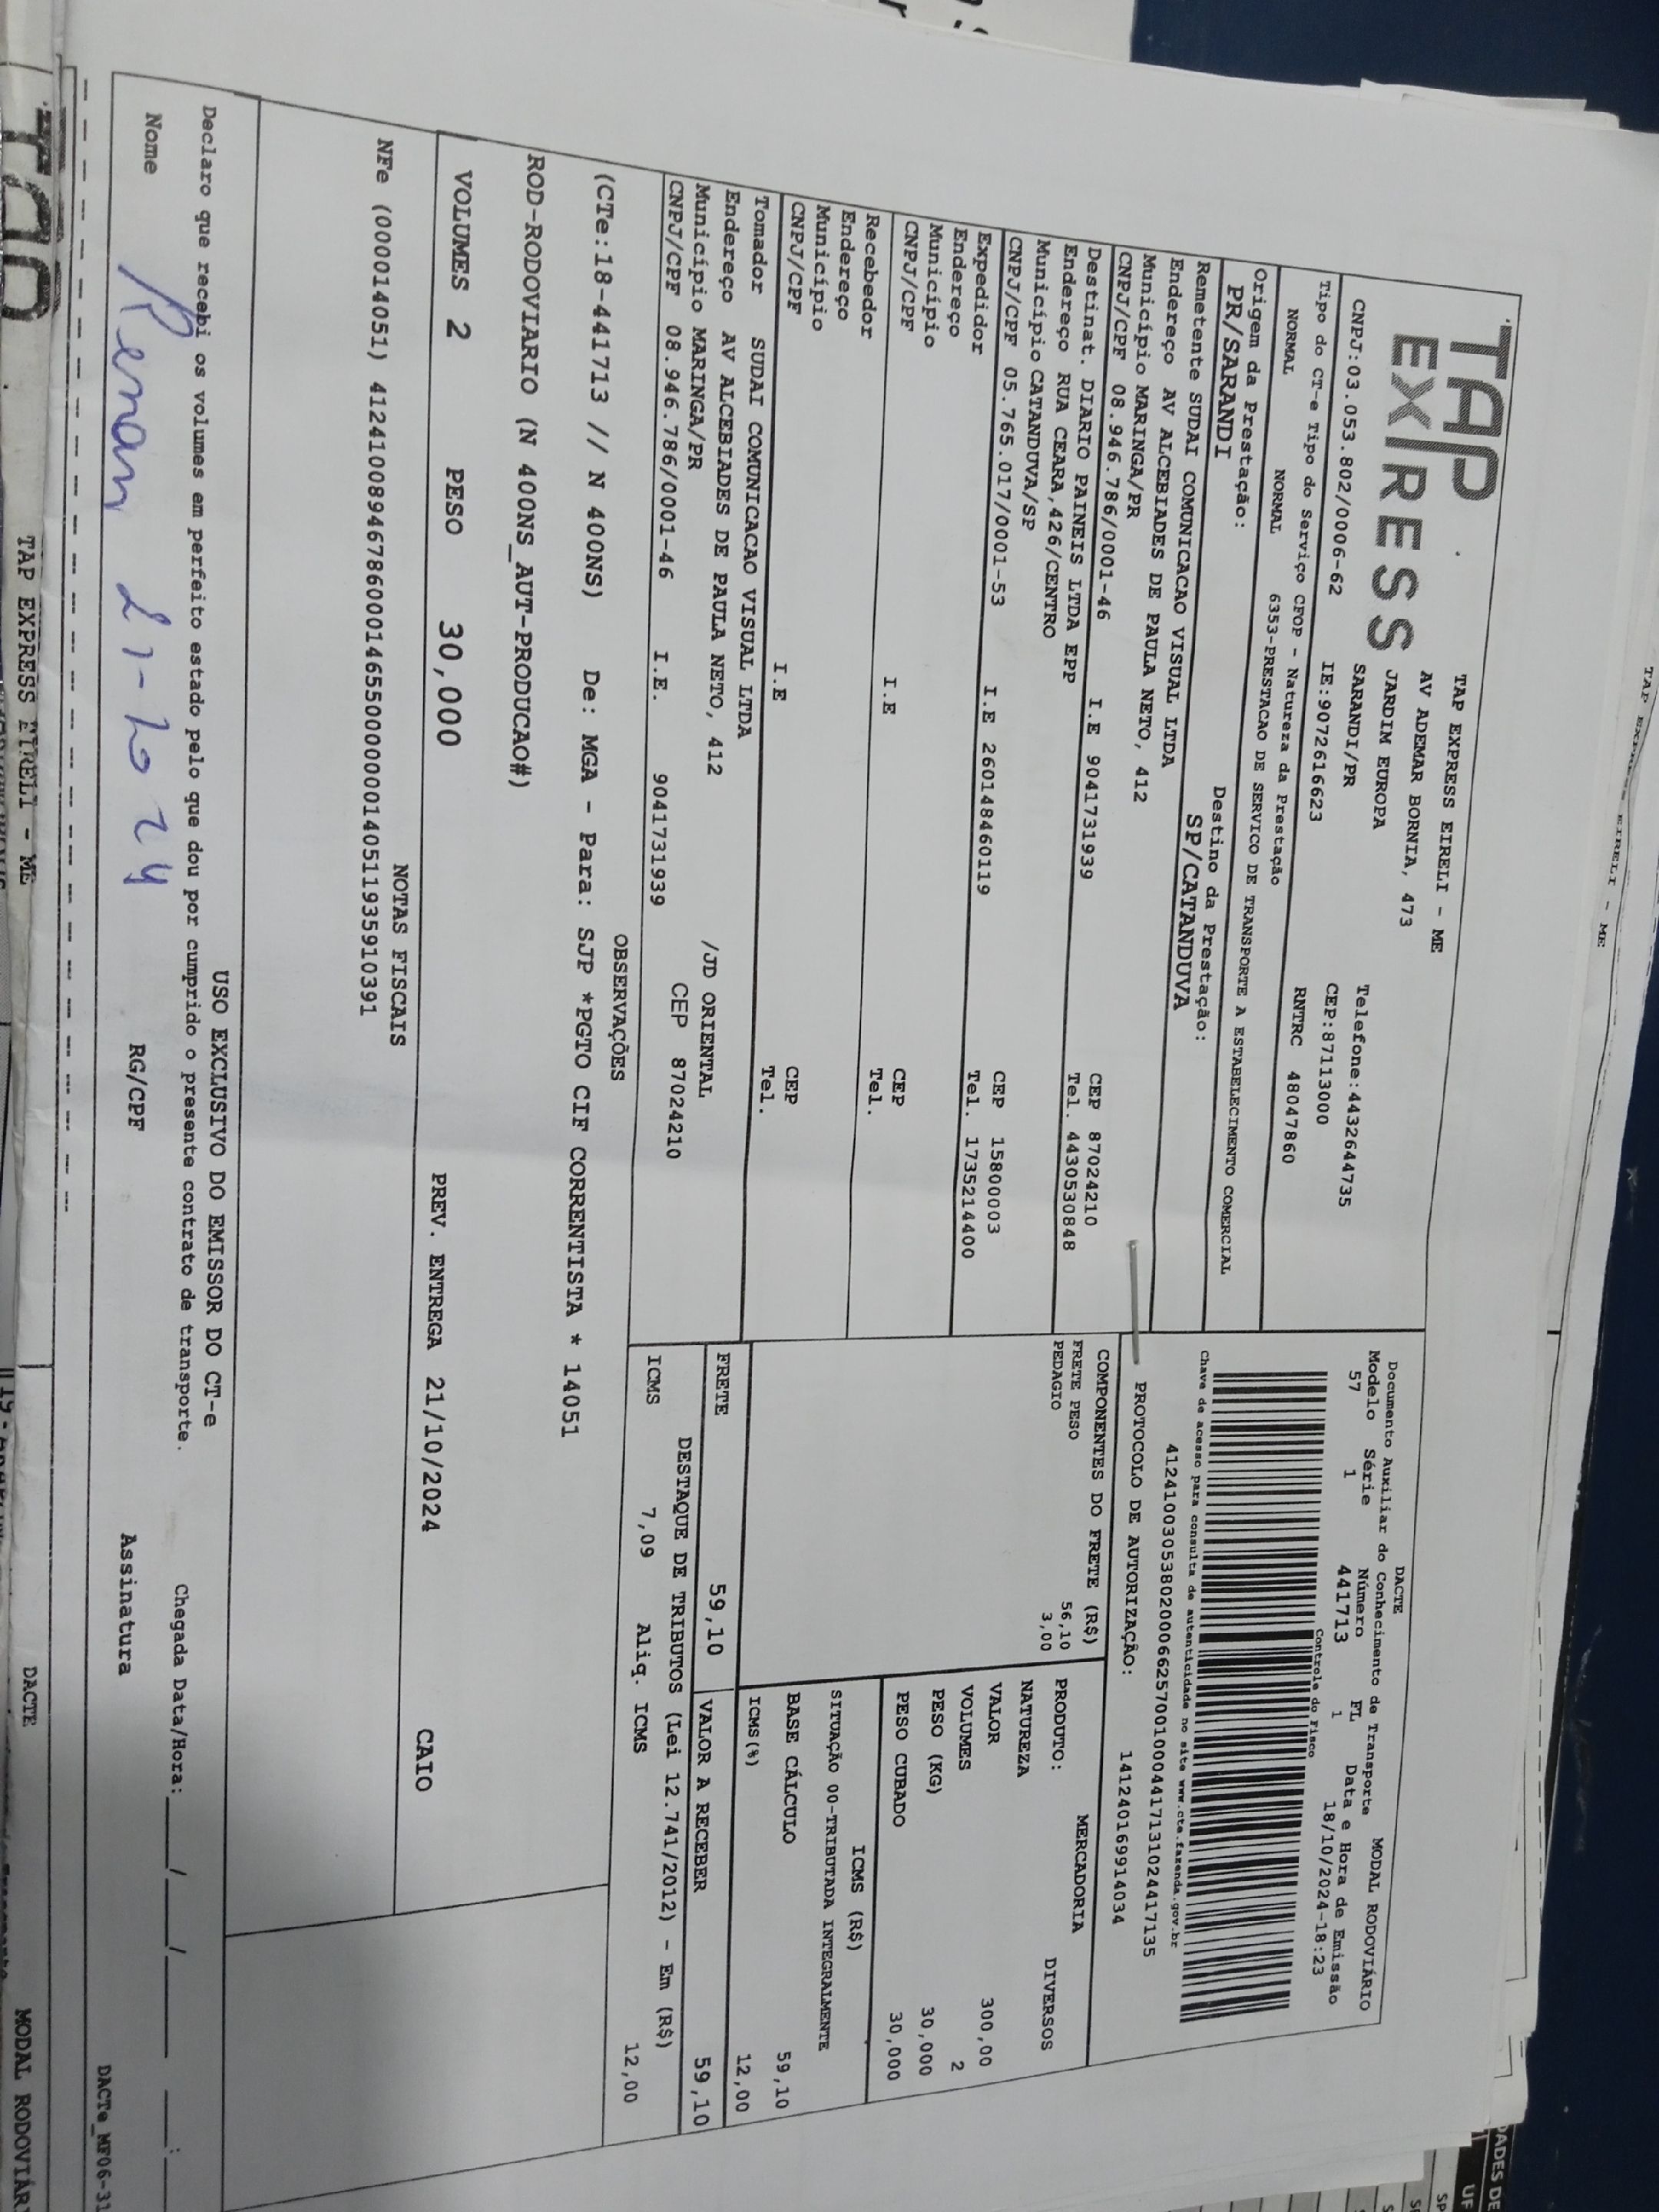 TAP
EXPRESS
TAP EXPRESS EIRELI - ME
AV ADEMAR BORNIA, 473
JARDIM EUROPA
SARANDI/PR
Telefone:4432644735
CEP:87113000
CNPJ:03.053.802/0006-62 IE:9072616623
RNTRC 48047860
Tipo do CT-e Tipo do Serviço CFOP - Natureza da Prestação
NORMAL NORMAL 6353-PRESTACAO DE SERVICO DE TRANSPORTE A ESTABELECIMENTO COMERCIAL
Origem da Prestação: Destino da Prestação:
PR/SARANDI SP/CATANDUVA
Remetente SUDAI COMUNICACAO VISUAL LTDA
Endereço AV ALCEBIADES DE PAULA NETO, 412
Município MARINGA/PR CEP 87024210
CNPJ/CPF 08.946.786/0001-46 I.E 9041731939 Tel. 4430530848
Destinat. DIARIO PAINEIS LTDA EPP
Endereço RUA CEARA,426/CENTRO
Município CATANDUVA/SP CEP 15800003
CNPJ/CPF 05.765.017/0001-53 I.E 260148460119 Tel. 1735214400
Expedidor
Endereço
Município CEP
CNPJ/CPF I.E Tel.
Recebedor
Endereço
Município CEP
CNPJ/CPF I.E Tel.
Tomador SUDAI COMUNICACAO VISUAL LTDA
Endereço AV ALCEBIADES DE PAULA NETO, 412 /JD ORIENTAL
Município MARINGA/PR CEP 87024210
CNPJ/CPF 08.946.786/0001-46 I.E. 9041731939
DACTE
Documento Auxiliar do Conhecimento de Transporte MODAL RODOVIÁRIO
Modelo Série Número FL Data e Hora de Emissão
57 1 441713 1 18/10/2024-18:23
Controle do Fisco
Chave de acesso para consulta de autenticidade no site www.cte.fazenda.gov.br
41241003053802000662570010004417131024417135
PROTOCOLO DE AUTORIZAÇÃO: 141240169914034
COMPONENTES DO FRETE (R$)
FRETE PESO 56,10
PEDAGIO 3,00
MERCADORIA
PRODUTO: DIVERSOS
NATUREZA
VALOR 300,00
VOLUMES 2
PESO (KG) 30,000
PESO CUBADO 30,000
ICMS (R$)
SITUAÇÃO 00-TRIBUTADA INTEGRALMENTE
BASE CÁLCULO 59,10
ICMS(%) 12,00
FRETE 59,10 VALOR A RECEBER 59,10
DESTAQUE DE TRIBUTOS (Lei 12.741/2012) - Em (R$)
ICMS 7,09 Aliq. ICMS 12,00
OBSERVAÇÕES
(CTe:18-441713 // N 400NS) De: MGA - Para: SJP *PGTO CIF CORRENTISTA * 14051
ROD-RODOVIARIO (N 400NS_AUT-PRODUCAO#)
VOLUMES 2 PESO 30,000 PREV. ENTREGA 21/10/2024 CAIO
NOTAS FISCAIS
NFe (000014051) 41241008946786000146550000000140511935910391
USO EXCLUSIVO DO EMISSOR DO CT-e
Declaro que recebi os volumes em perfeito estado pelo que dou por cumprido o presente contrato de transporte. Chegada Data/Hora:____/____/______ ___:___
Nome Renan 21-10 24 RG/CPF Assinatura
DACTe_MF06-31
TAP EXPRESS EIRELI - ME DACTE
MODAL RODOVIÁR